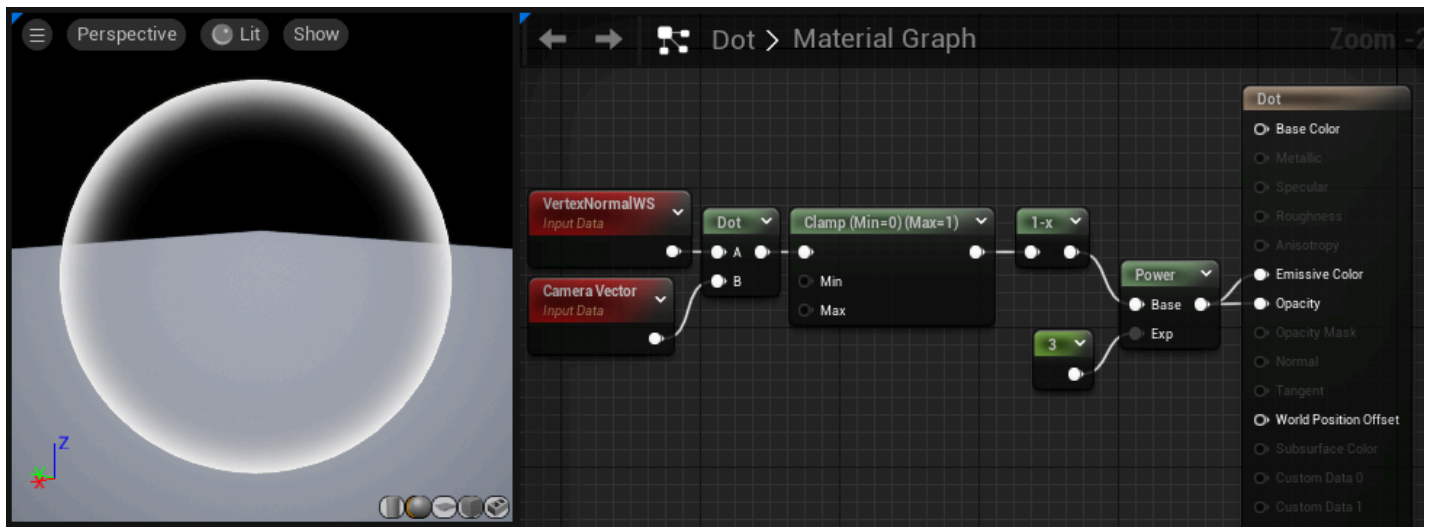 Perspective
Lit
Show
Z
Dot > Material Graph
Zoom -2
VertexNormalWS
Input Data
Camera Vector
Input Data
Dot
A
B
Clamp (Min=0) (Max=1)
Min
Max
1-x
3
Power
Base
Exp
Dot
Base Color
Metallic
Specular
Roughness
Anisotropy
Emissive Color
Opacity
Opacity Mask
Normal
Tangent
World Position Offset
Subsurface Color
Custom Data 0
Custom Data 1